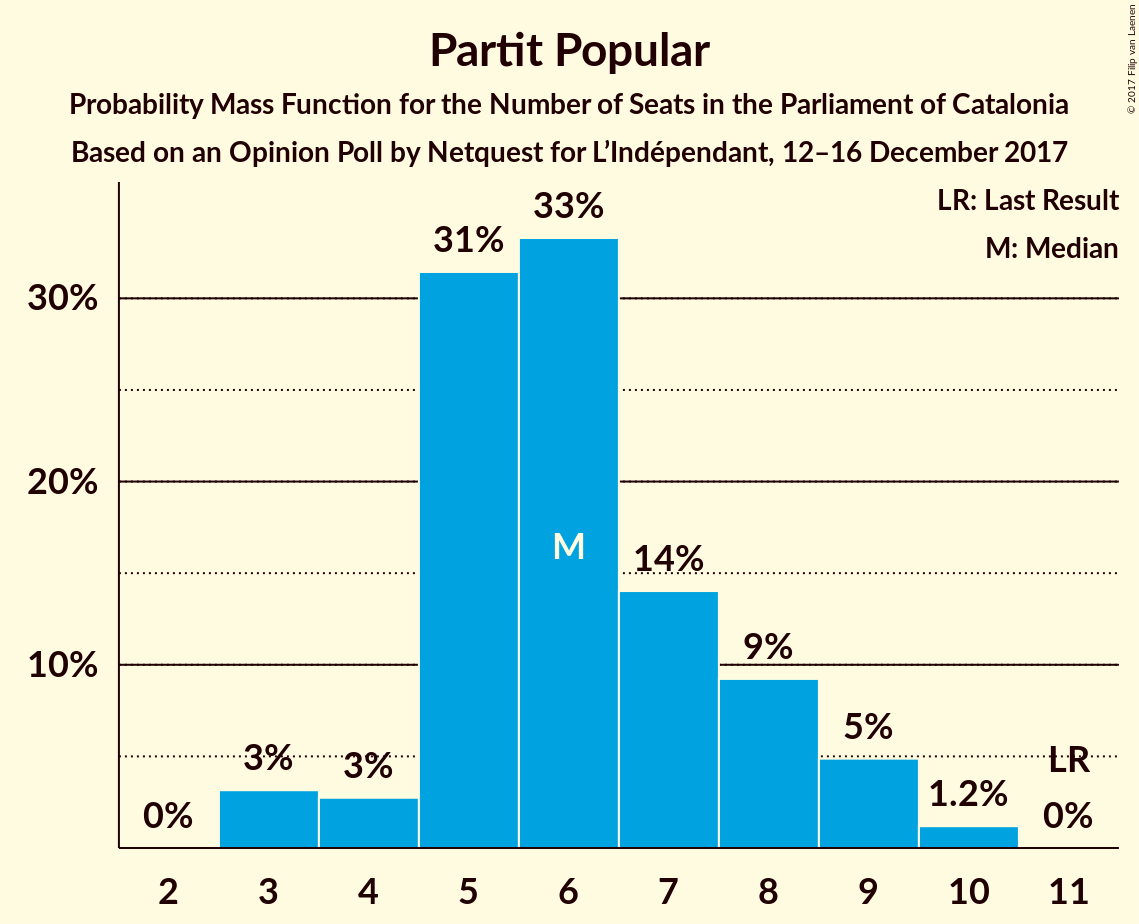 Partit Popular
Probability Mass Function for the Number of Seats in the Parliament of Catalonia
Based on an Opinion Poll by Netquest for L’Indépendant, 12–16 December 2017
© 2017 Filip van Laenen
LR: Last Result
M: Median
30%
20%
10%
0%
3%
3%
31%
33%
M
14%
9%
5%
1.2%
LR
0%
2 3 4 5 6 7 8 9 10 11